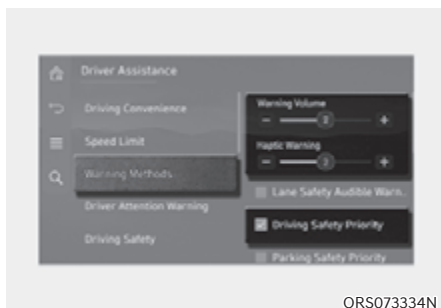 Driver Assistance
Driving Convenience
Speed Limit
Warning Methods
Driver Attention Warning
Driving Safety
Warning Volume
Haptic Warning
Lane Safety Audible Warn..
Driving Safety Priority
Parking Safety Priority
ORS073334N